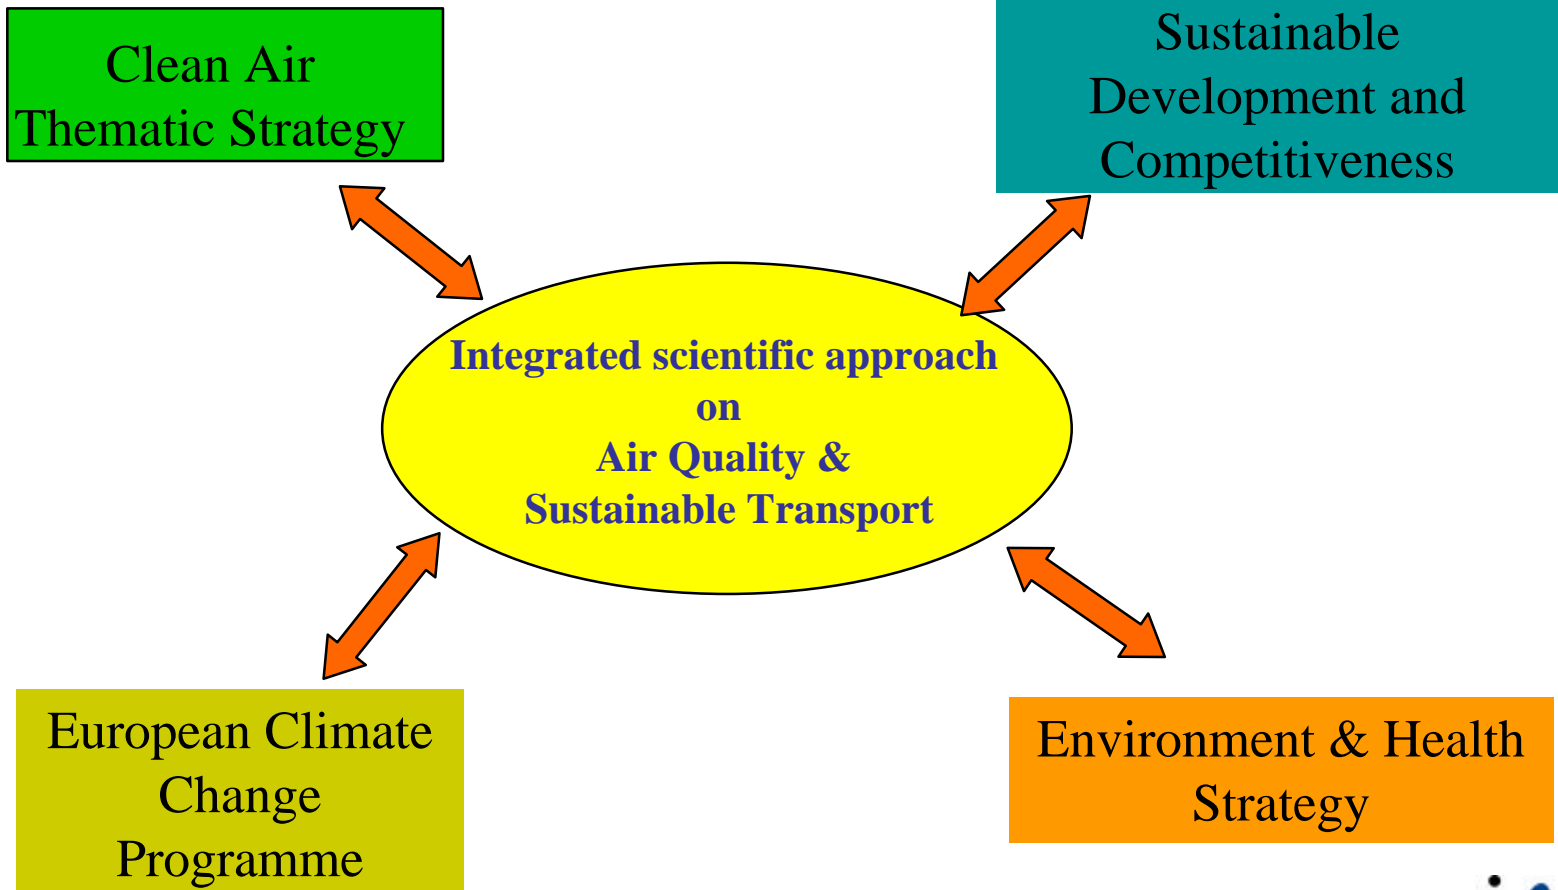 Clean Air
Thematic Strategy
Sustainable
Development and
Competitiveness
Integrated scientific approach
on
Air Quality &
Sustainable Transport
European Climate
Change
Programme
Environment & Health
Strategy